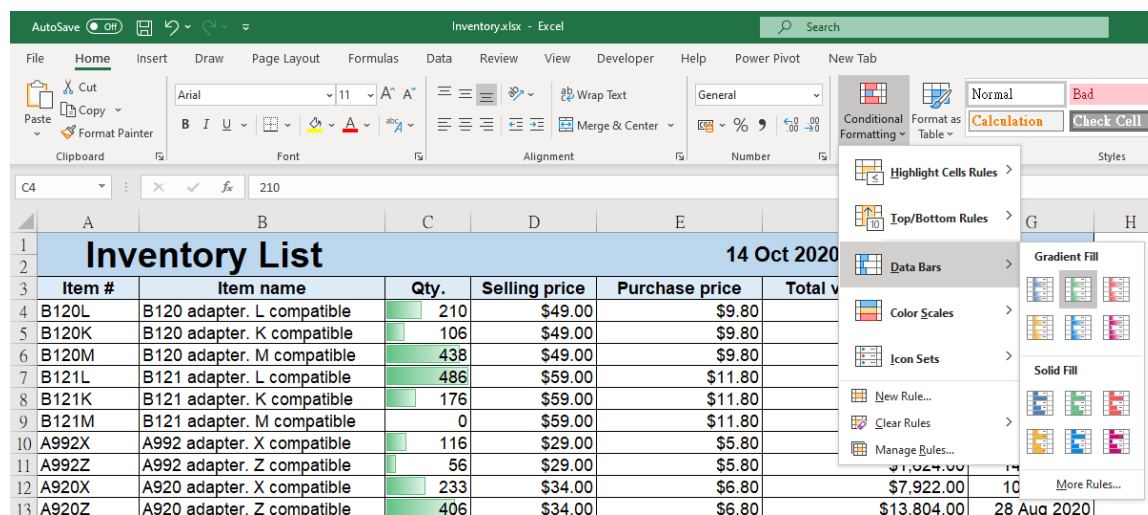 AutoSave Off Inventory.xlsx - Excel Search
File Home Insert Draw Page Layout Formulas Data Review View Developer Help Power Pivot New Tab
Paste
Cut
Copy
Format Painter
Clipboard
Arial 11
B I U
Font
Wrap Text
Merge & Center
Alignment
General
Number
Conditional Formatting
Format as Table
Normal Bad
Calculation Check Cell
Styles
C4 fx 210
A B C D E G H
1 Inventory List 14 Oct 2020
2
3 Item # Item name Qty. Selling price Purchase price Total v
4 B120L B120 adapter. L compatible 210 $49.00 $9.80
5 B120K B120 adapter. K compatible 106 $49.00 $9.80
6 B120M B120 adapter. M compatible 438 $49.00 $9.80
7 B121L B121 adapter. L compatible 486 $59.00 $11.80
8 B121K B121 adapter. K compatible 176 $59.00 $11.80
9 B121M B121 adapter. M compatible 0 $59.00 $11.80
10 A992X A992 adapter. X compatible 116 $29.00 $5.80
11 A992Z A992 adapter. Z compatible 56 $29.00 $5.80 $1,624.00 14
12 A920X A920 adapter. X compatible 233 $34.00 $6.80 $7,922.00 10
13 A920Z A920 adapter. Z compatible 406 $34.00 $6.80 $13,804.00 28 Aug 2020
Highlight Cells Rules
Top/Bottom Rules
Data Bars
Color Scales
Icon Sets
New Rule...
Clear Rules
Manage Rules...
Gradient Fill
Solid Fill
More Rules...